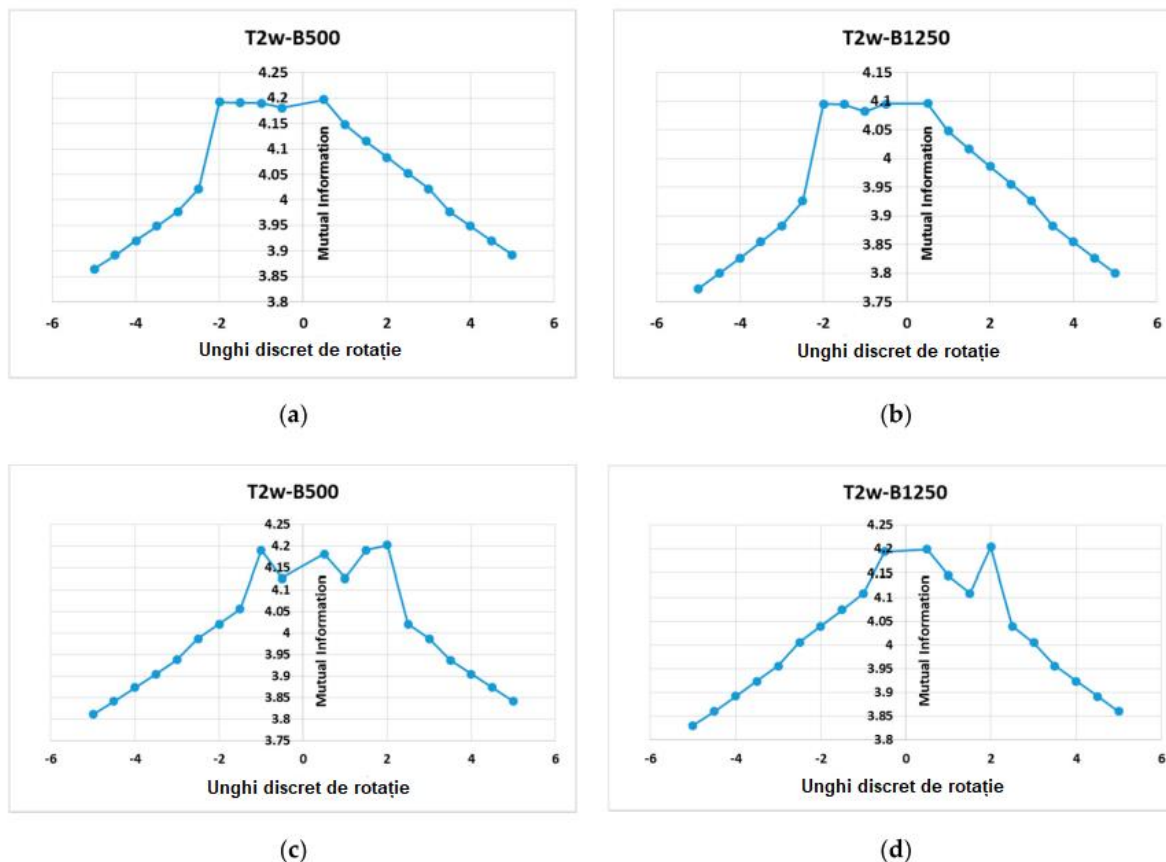 T2w-B500
4.25
4.2
4.15
4.1
4.05
4
3.95
3.9
3.85
3.8
Mutual Information
-6 -4 -2 0 2 4 6
Unghi discret de rotație
(a)
T2w-B1250
4.15
4.1
4.05
4
3.95
3.9
3.85
3.8
3.75
Mutual Information
-6 -4 -2 0 2 4 6
Unghi discret de rotație
(b)
T2w-B500
4.25
4.2
4.15
4.1
4.05
4
3.95
3.9
3.85
3.8
3.75
Mutual Information
-6 -4 -2 0 2 4 6
Unghi discret de rotație
(c)
T2w-B1250
4.25
4.2
4.15
4.1
4.05
4
3.95
3.9
3.85
3.8
Mutual Information
-6 -4 -2 0 2 4 6
Unghi discret de rotație
(d)